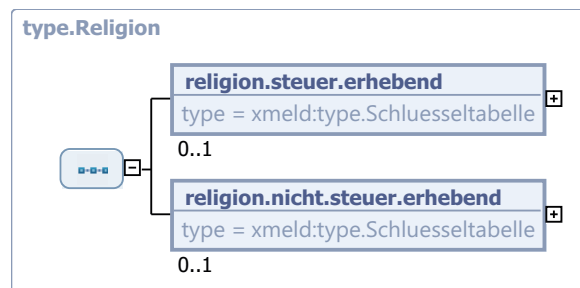 type.Religion
religion.steuer.erhebend
type = xmeld:type.Schluesseltabelle
0..1
religion.nicht.steuer.erhebend
type = xmeld:type.Schluesseltabelle
0..1